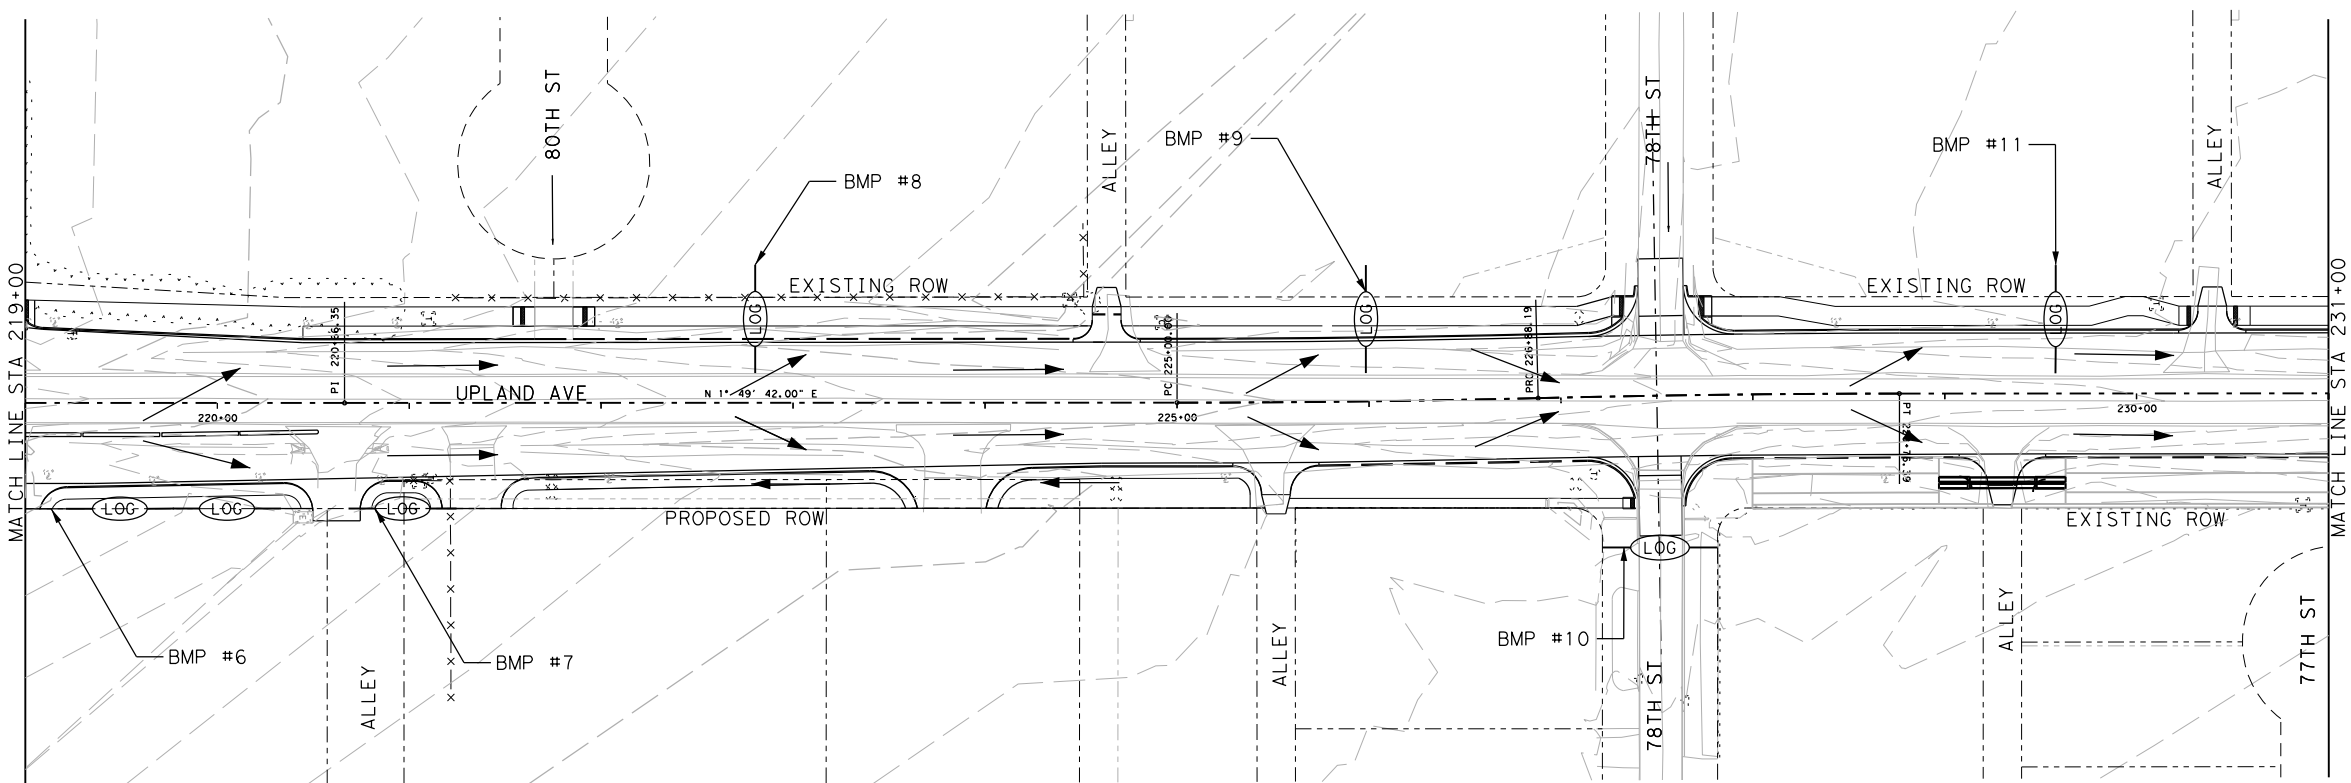 80TH ST
BMP #8
ALLEY
BMP #9
78TH ST
BMP #11
ALLEY
MATCH LINE STA 219+00
EXISTING ROW
EXISTING ROW
MATCH LINE STA 231+00
LOG
LOG
LOG
PI 220+66.35
PC 225+00.00
PRC 226+88.19
UPLAND AVE
N 1° 49' 42.00" E
220+00
225+00
230+00
LOG
LOG
LOG
PROPOSED ROW
EXISTING ROW
LOG
BMP #6
BMP #7
BMP #10
ALLEY
ALLEY
78TH ST
ALLEY
77TH ST